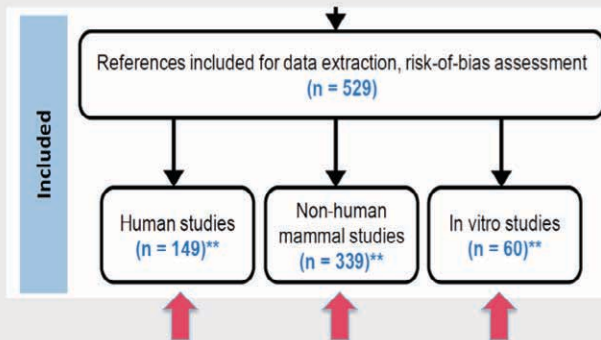 Included
References included for data extraction, risk-of-bias assessment
(n = 529)
Human studies
(n = 149)**
Non-human
mammal studies
(n = 339)**
In vitro studies
(n = 60)**